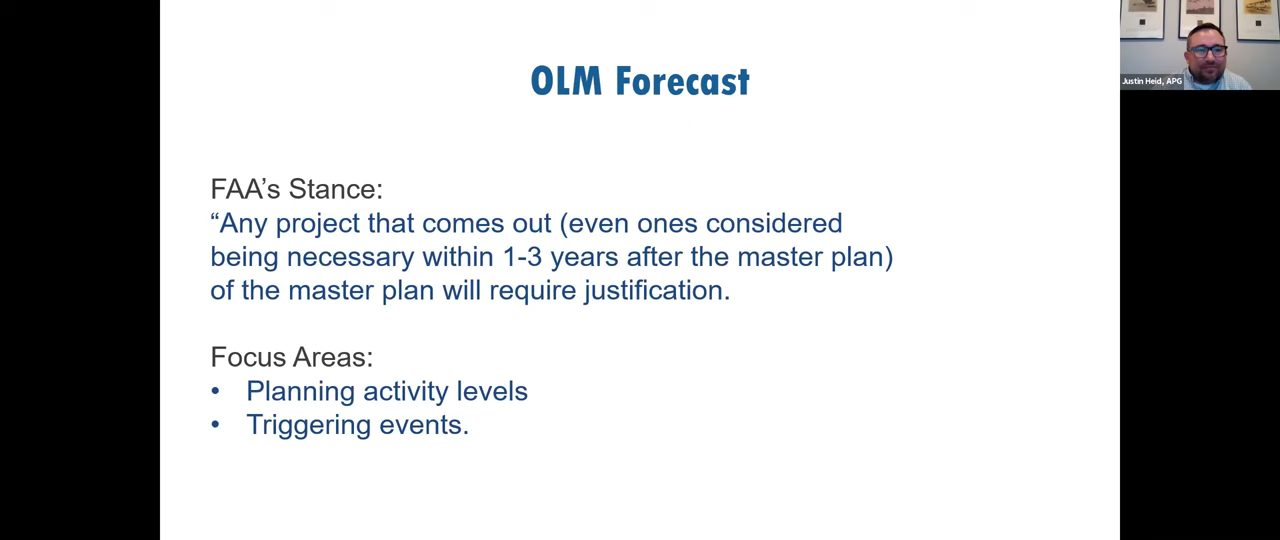 OLM Forecast
Justin Heid, APG
FAA’s Stance:
“Any project that comes out (even ones considered
being necessary within 1-3 years after the master plan)
of the master plan will require justification.
Focus Areas:
• Planning activity levels
• Triggering events.